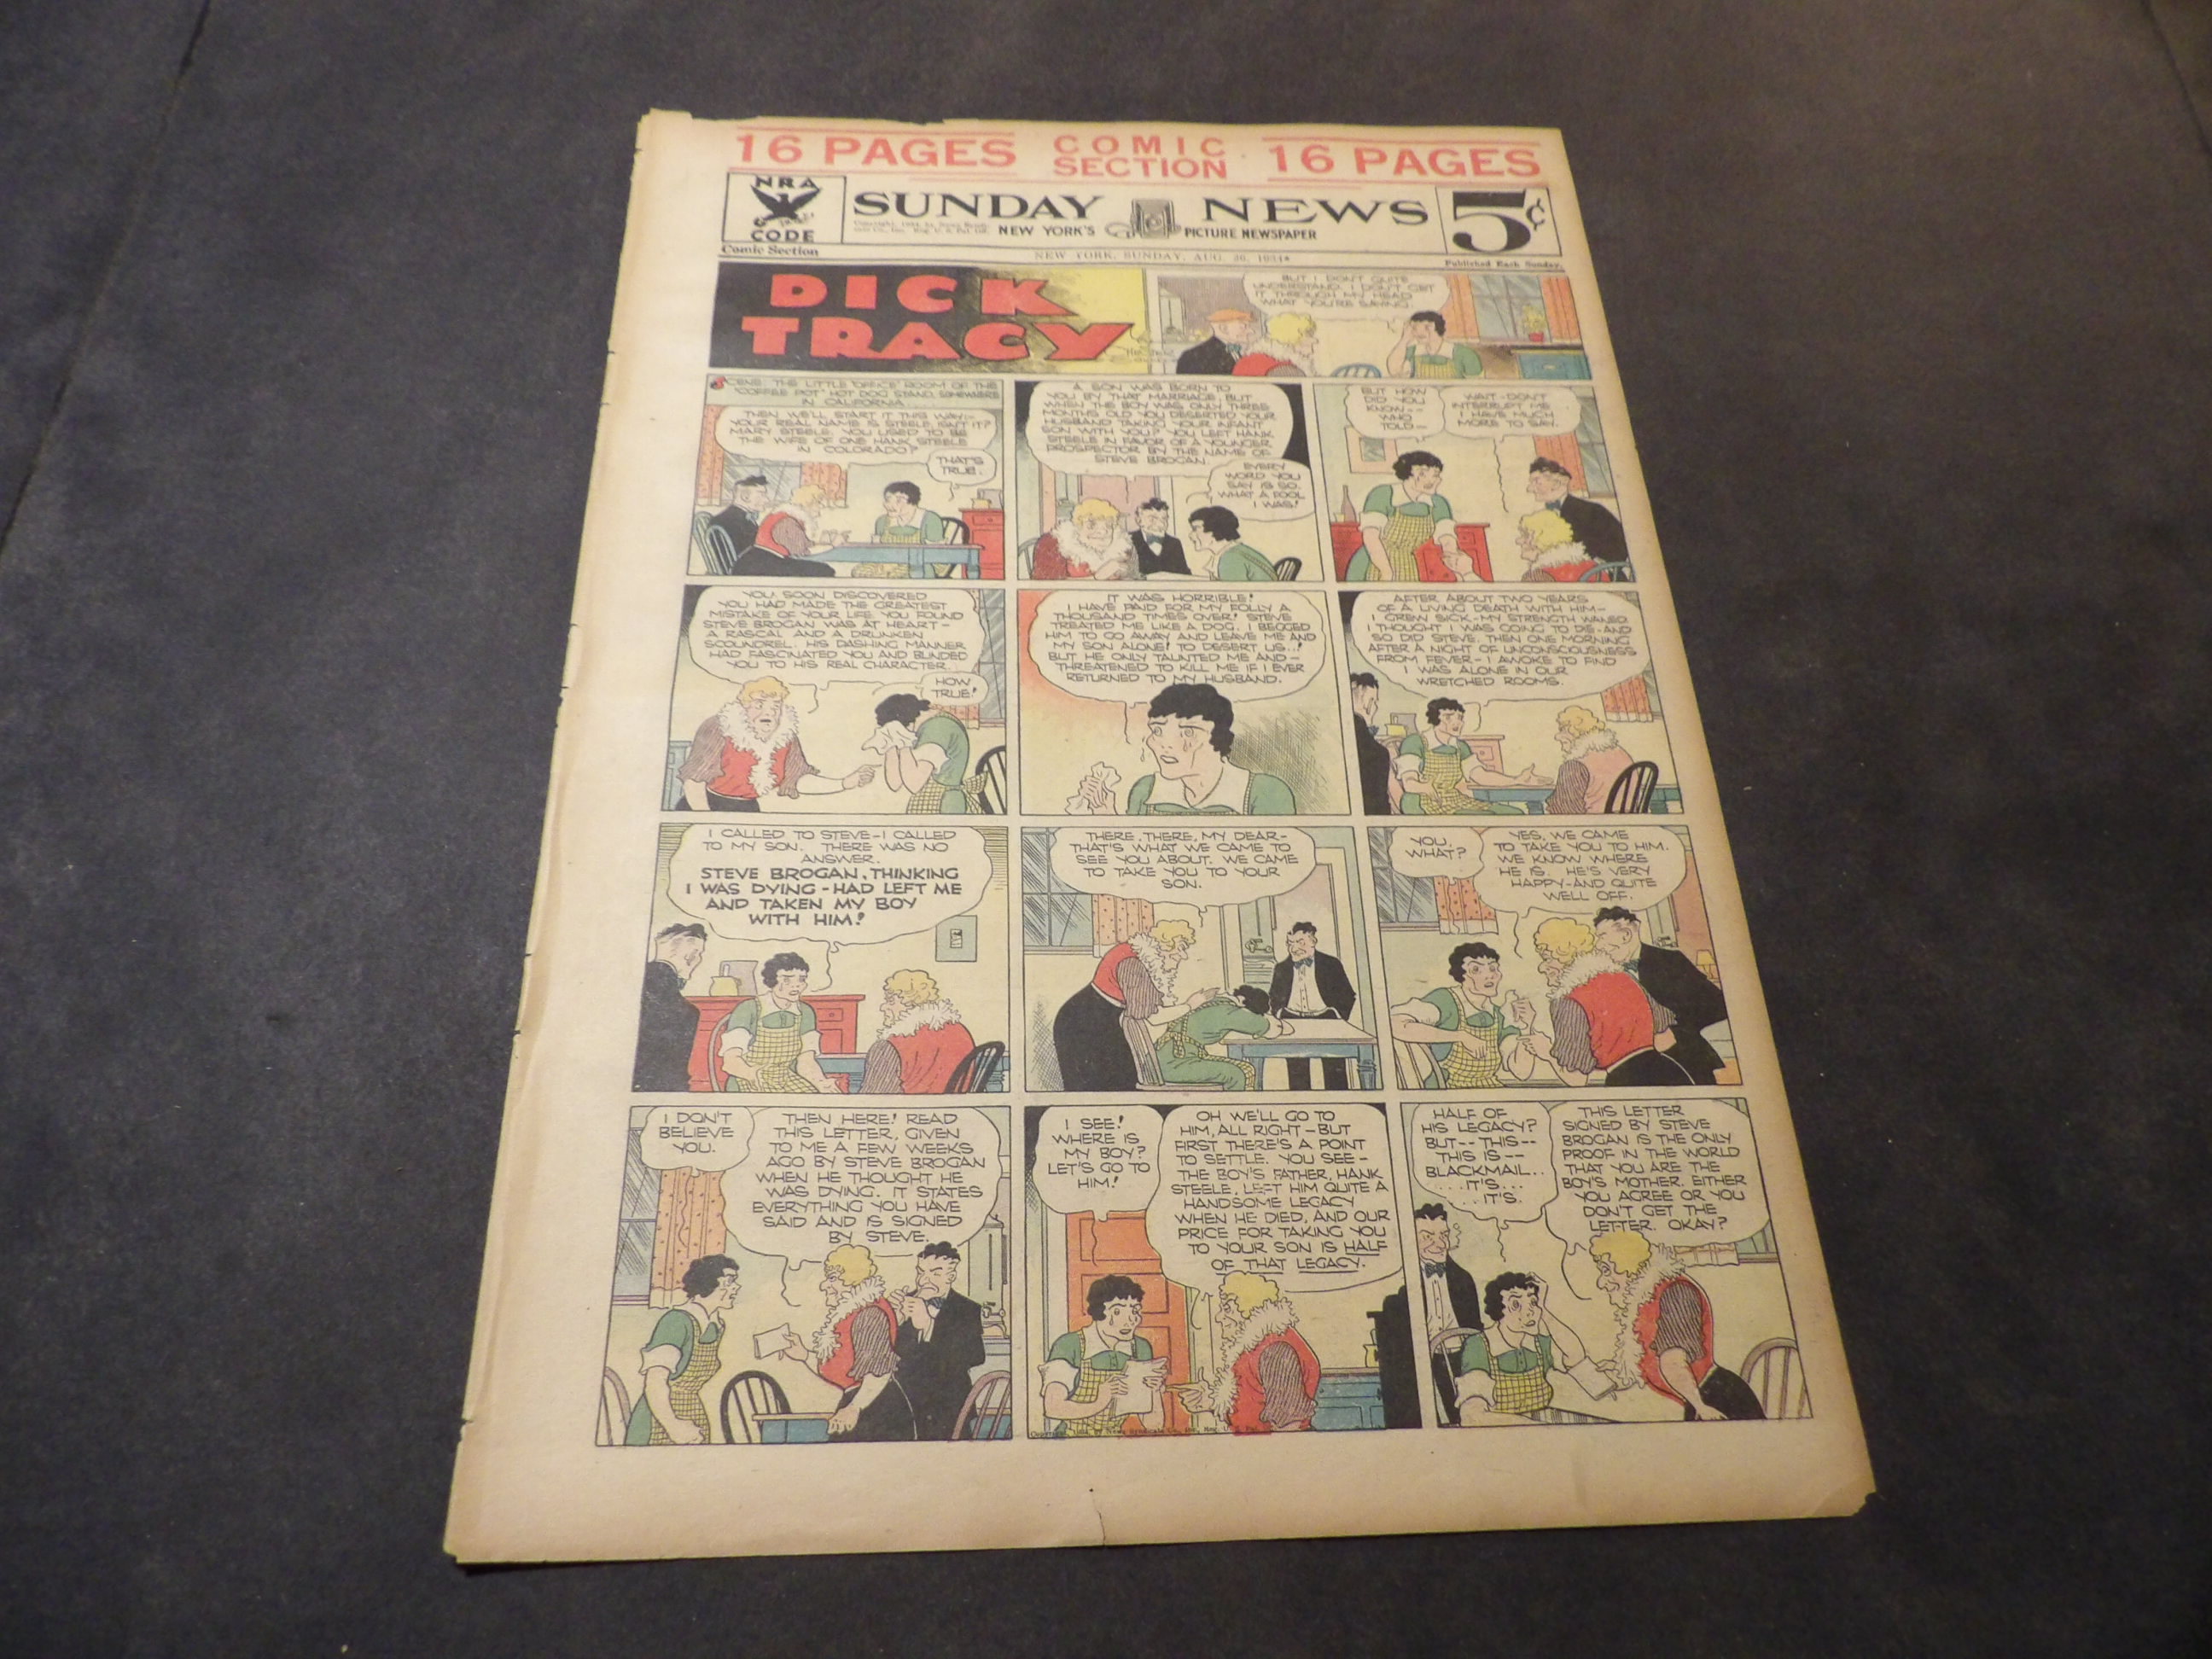 16 PAGES COMIC SECTION 16 PAGES
NRA
CODE
SUNDAY NEWS
NEW YORK'S PICTURE NEWSPAPER
5¢
Comic Section
NEW YORK, SUNDAY, AUG. 26, 1934*
Published Each Sunday.
DICK
TRACY
BUT I DON'T QUITE
UNDERSTAND. I DON'T GET
IT THROUGH MY HEAD
WHAT YOU'RE SAYING.
SCENE: THE LITTLE "OFFICE" ROOM OF THE
"COFFEE POT" HOT DOG STAND, SOMEWHERE
IN CALIFORNIA
THEN WE'LL START IT THIS WAY:-
YOUR REAL NAME IS STEELE, ISN'T IT?
MARY STEELE. YOU USED TO BE
THE WIFE OF ONE HANK STEELE
IN COLORADO?
THAT'S
TRUE.
A SON WAS BORN TO
YOU BY THAT MARRIAGE, BUT
WHEN THE BOY WAS ONLY THREE
MONTHS OLD YOU DESERTED YOUR
HUSBAND TAKING YOUR INFANT
SON WITH YOU? YOU LEFT HANK
STEELE IN FAVOR OF A YOUNGER
PROSPECTOR BY THE NAME OF
STEVE BROGAN.
EVERY
WORD YOU
SAY IS SO.
WHAT A FOOL
I WAS!
BUT HOW
DID YOU
KNOW--
WHO
TOLD--
WAIT-DON'T
INTERRUPT ME
I HAVE MUCH
MORE TO SAY.
YOU SOON DISCOVERED
YOU HAD MADE THE GREATEST
MISTAKE OF YOUR LIFE. YOU FOUND
STEVE BROGAN WAS AT HEART-
A RASCAL AND A DRUNKEN
SCOUNDREL. HIS DASHING MANNER
HAD FASCINATED YOU AND BLINDED
YOU TO HIS REAL CHARACTER.
HOW
TRUE!
IT WAS HORRIBLE!
I HAVE PAID FOR MY FOLLY A
THOUSAND TIMES OVER! STEVE
TREATED ME LIKE A DOG. I BEGGED
HIM TO GO AWAY AND LEAVE ME AND
MY SON ALONE! TO DESERT US..!
BUT HE ONLY TAUNTED ME AND-
THREATENED TO KILL ME IF I EVER
RETURNED TO MY HUSBAND.
AFTER ABOUT TWO YEARS
OF A LIVING DEATH WITH HIM-
I GREW SICK-MY STRENGTH WANED
I THOUGHT I WAS GOING TO DIE-AND
SO DID STEVE. THEN ONE MORNING
AFTER A NIGHT OF UNCONSCIOUSNESS
FROM FEVER-I AWOKE TO FIND
I WAS ALONE IN OUR
WRETCHED ROOMS.
I CALLED TO STEVE-I CALLED
TO MY SON. THERE WAS NO
ANSWER.
STEVE BROGAN, THINKING
I WAS DYING-HAD LEFT ME
AND TAKEN MY BOY
WITH HIM!
THERE, THERE, MY DEAR-
THAT'S WHAT WE CAME TO
SEE YOU ABOUT. WE CAME
TO TAKE YOU TO YOUR
SON.
YOU,
WHAT?
YES, WE CAME
TO TAKE YOU TO HIM.
WE KNOW WHERE
HE IS. HE'S VERY
HAPPY-AND QUITE
WELL OFF.
I DON'T
BELIEVE
YOU.
THEN HERE! READ
THIS LETTER, GIVEN
TO ME A FEW WEEKS
AGO BY STEVE BROGAN
WHEN HE THOUGHT HE
WAS DYING. IT STATES
EVERYTHING YOU HAVE
SAID AND IS SIGNED
BY STEVE.
I SEE!
WHERE IS
MY BOY?
LET'S GO TO
HIM!
OH WE'LL GO TO
HIM, ALL RIGHT-BUT
FIRST THERE'S A POINT
TO SETTLE. YOU SEE-
THE BOY'S FATHER, HANK
STEELE, LEFT HIM QUITE A
HANDSOME LEGACY
WHEN HE DIED, AND OUR
PRICE FOR TAKING YOU
TO YOUR SON IS HALF
OF THAT LEGACY.
HALF OF
HIS LEGACY?
BUT--THIS--
THIS IS--
BLACKMAIL..
..IT'S...
..IT'S.
THIS LETTER
SIGNED BY STEVE
BROGAN IS THE ONLY
PROOF IN THE WORLD
THAT YOU ARE THE
BOY'S MOTHER. EITHER
YOU AGREE OR YOU
DON'T GET THE
LETTER. OKAY?